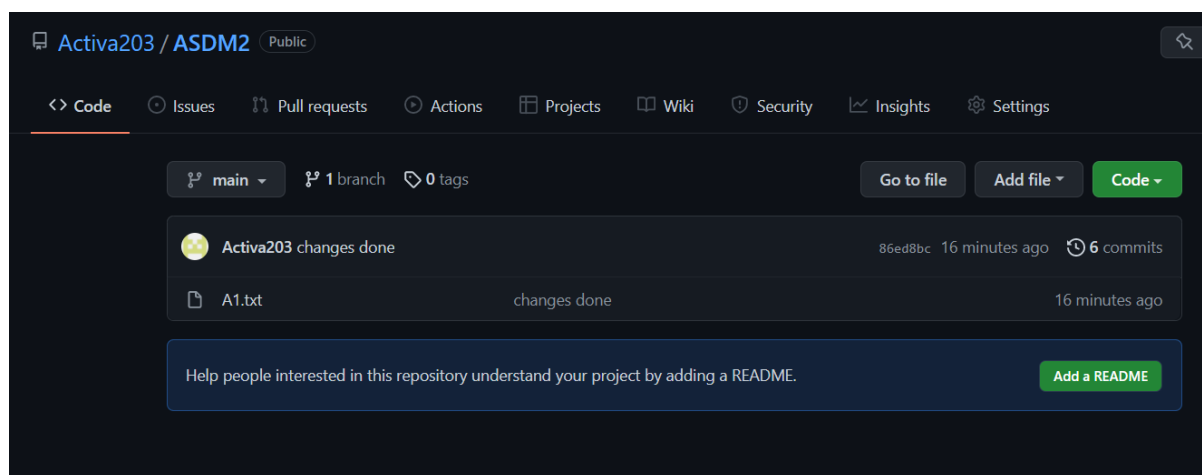 Activa203 / ASDM2 Public
<> Code Issues Pull requests Actions Projects Wiki Security Insights Settings
main 1 branch 0 tags Go to file Add file Code
Activa203 changes done 86ed8bc 16 minutes ago 6 commits
A1.txt changes done 16 minutes ago
Help people interested in this repository understand your project by adding a README. Add a README